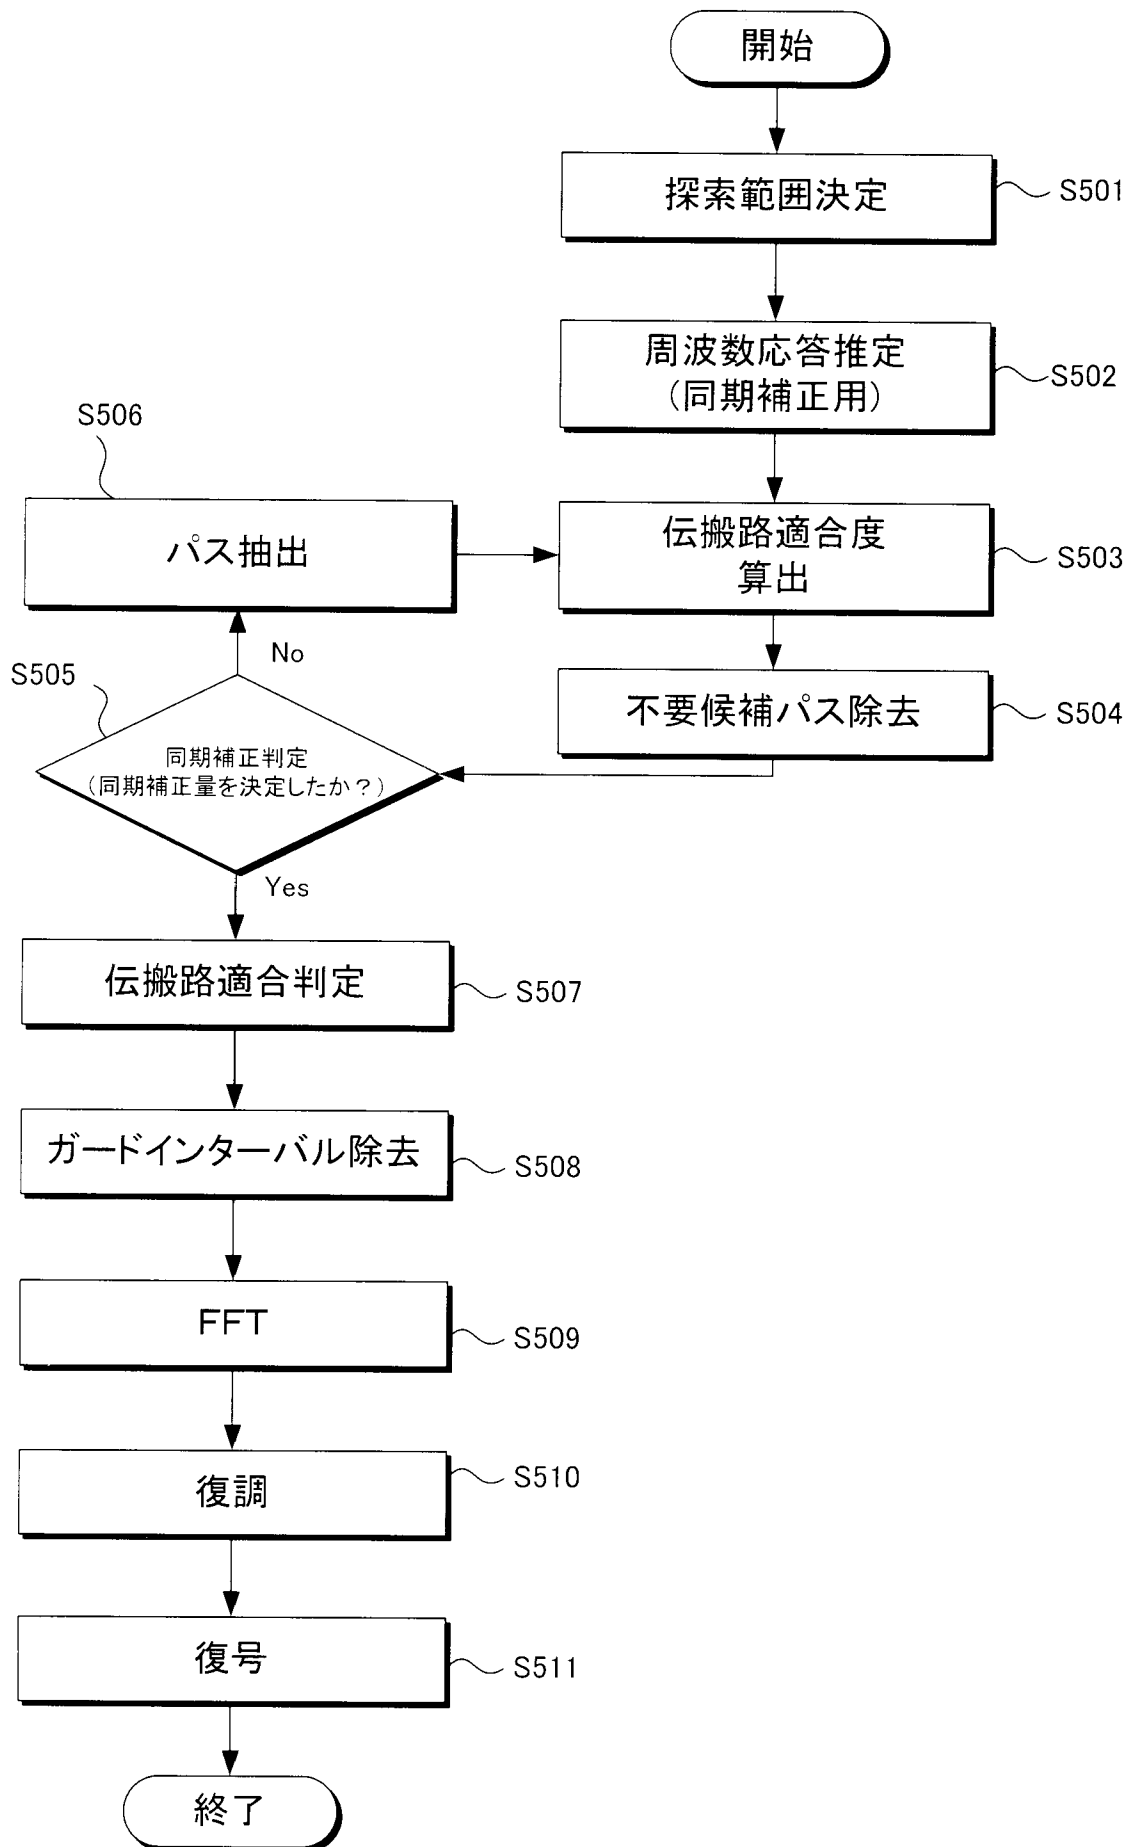 開始
探索範囲決定
S501
周波数応答推定
(同期補正用)
S502
伝搬路適合度
算出
S503
不要候補パス除去
S504
同期補正判定
(同期補正量を決定したか?)
S505
No
パス抽出
S506
Yes
伝搬路適合判定
S507
ガードインターバル除去
S508
FFT
S509
復調
S510
復号
S511
終了